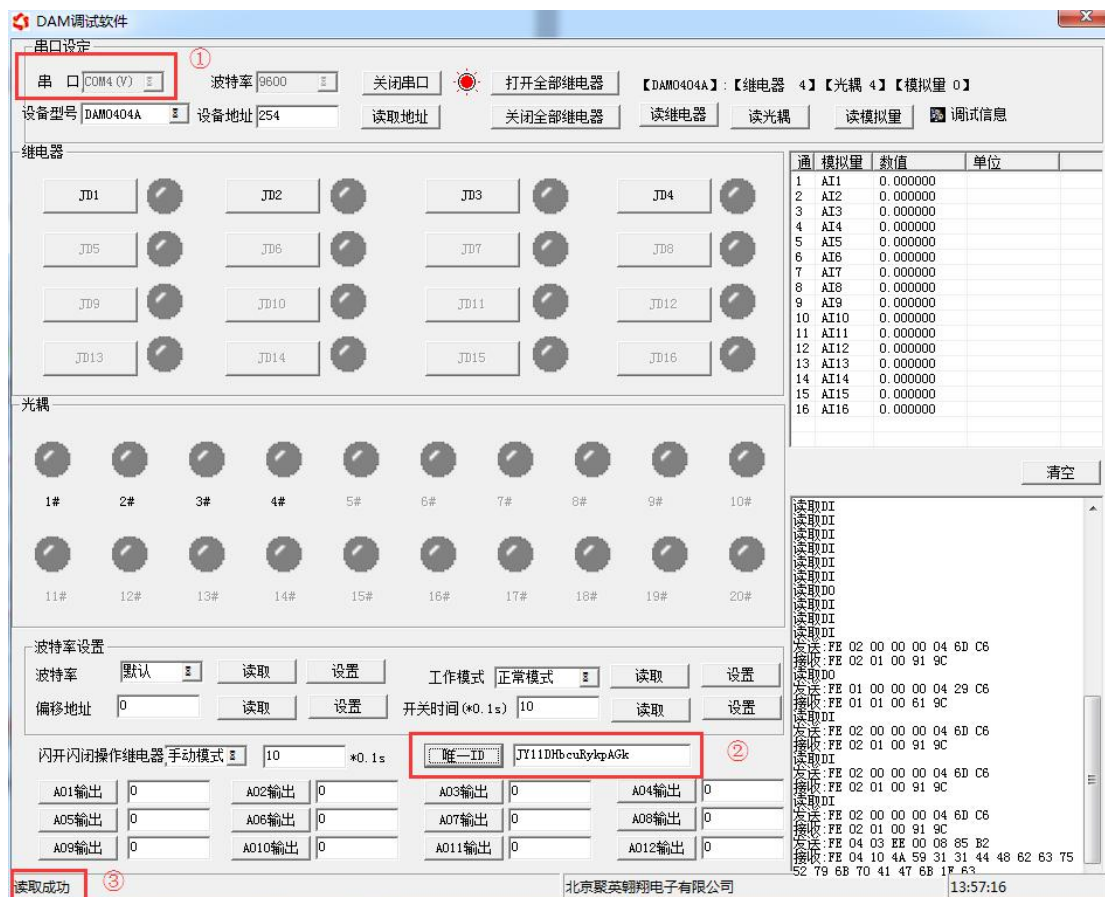 DAM调试软件
串口设定
①
串 口 COM4(V) 波特率 9600 关闭串口 打开全部继电器 【DAM0404A】:【继电器 4】【光耦 4】【模拟量 0】
设备型号 DAM0404A 设备地址 254 读取地址 关闭全部继电器 读继电器 读光耦 读模拟量 调试信息
继电器
JD1 JD2 JD3 JD4
JD5 JD6 JD7 JD8
JD9 JD10 JD11 JD12
JD13 JD14 JD15 JD16
通 模拟量 数值 单位
1 AI1 0.000000
2 AI2 0.000000
3 AI3 0.000000
4 AI4 0.000000
5 AI5 0.000000
6 AI6 0.000000
7 AI7 0.000000
8 AI8 0.000000
9 AI9 0.000000
10 AI10 0.000000
11 AI11 0.000000
12 AI12 0.000000
13 AI13 0.000000
14 AI14 0.000000
15 AI15 0.000000
16 AI16 0.000000
清空
光耦
1# 2# 3# 4# 5# 6# 7# 8# 9# 10#
11# 12# 13# 14# 15# 16# 17# 18# 19# 20#
读取DI
读取DI
读取DI
读取DI
读取DI
读取DI
读取DO
读取DI
读取DI
读取DI
发送:FE 02 00 00 00 04 6D C6
接收:FE 02 01 00 91 9C
读取DO
发送:FE 01 00 00 00 04 29 C6
接收:FE 01 01 00 61 9C
读取DI
发送:FE 02 00 00 00 04 6D C6
接收:FE 02 01 00 91 9C
读取DI
发送:FE 02 00 00 00 04 6D C6
接收:FE 02 01 00 91 9C
读取DI
发送:FE 02 00 00 00 04 6D C6
接收:FE 02 01 00 91 9C
发送:FE 04 03 EE 00 08 85 B2
接收:FE 04 10 4A 59 31 31 44 48 62 63 75
52 79 6B 70 41 47 6B 1F 63
波特率设置
波特率 默认 读取 设置 工作模式 正常模式 读取 设置
偏移地址 0 读取 设置 开关时间(*0.1s) 10 读取 设置
闪开闪闭操作继电器 手动模式 10 *0.1s 唯一ID JY11DHbcuRykpAGk ②
AO1输出 0 AO2输出 0 AO3输出 0 AO4输出 0
AO5输出 0 AO6输出 0 AO7输出 0 AO8输出 0
AO9输出 0 AO10输出 0 AO11输出 0 AO12输出 0
读取成功 ③ 北京聚英翱翔电子有限公司 13:57:16